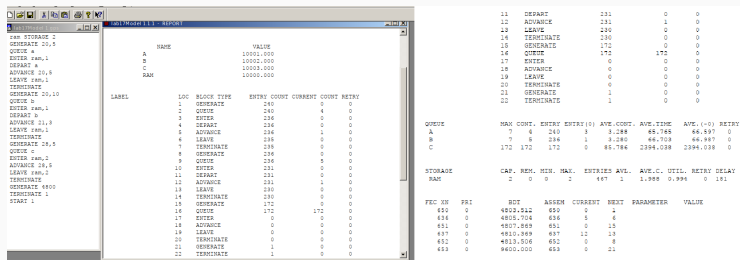 rab17Model 1.1.1 - REPORT
ram STORAGE 2
GENERATE 20,5
QUEUE a
ENTER ram,1
DEPART a
ADVANCE 20,5
LEAVE ram,1
TERMINATE
GENERATE 20,10
QUEUE b
ENTER ram,1
DEPART b
ADVANCE 21,3
LEAVE ram,1
TERMINATE
GENERATE 28,5
QUEUE c
ENTER ram,2
ADVANCE 28,5
LEAVE ram,2
TERMINATE
GENERATE 4800
TERMINATE 1
START 1
NAME VALUE
A 10001.000
B 10002.000
C 10003.000
RAM 10000.000
LABEL LOC BLOCK TYPE ENTRY COUNT CURRENT COUNT RETRY
1 GENERATE 240 0 0
2 QUEUE 240 4 0
3 ENTER 236 0 0
4 DEPART 236 0 0
5 ADVANCE 236 1 0
6 LEAVE 235 0 0
7 TERMINATE 235 0 0
8 GENERATE 236 0 0
9 QUEUE 236 5 0
10 ENTER 231 0 0
11 DEPART 231 0 0
12 ADVANCE 231 1 0
13 LEAVE 230 0 0
14 TERMINATE 230 0 0
15 GENERATE 172 0 0
16 QUEUE 172 172 0
17 ENTER 0 0 0
18 ADVANCE 0 0 0
19 LEAVE 0 0 0
20 TERMINATE 0 0 0
21 GENERATE 1 0 0
22 TERMINATE 1 0 0
11 DEPART 231 0 0
12 ADVANCE 231 1 0
13 LEAVE 230 0 0
14 TERMINATE 230 0 0
15 GENERATE 172 0 0
16 QUEUE 172 172 0
17 ENTER 0 0 0
18 ADVANCE 0 0 0
19 LEAVE 0 0 0
20 TERMINATE 0 0 0
21 GENERATE 1 0 0
22 TERMINATE 1 0 0
QUEUE MAX CONT. ENTRY ENTRY(0) AVE.CONT. AVE.TIME AVE.(-0) RETRY
A 7 4 240 3 3.288 65.765 66.597 0
B 7 5 236 1 3.280 66.703 66.987 0
C 172 172 172 0 85.786 2394.038 2394.038 0
STORAGE CAP. REM. MIN. MAX. ENTRIES AVL. AVE.C. UTIL. RETRY DELAY
RAM 2 0 0 2 467 1 1.988 0.994 0 181
FEC XN PRI BDT ASSEM CURRENT NEXT PARAMETER VALUE
650 0 4803.512 650 0 1
636 0 4805.704 636 5 6
651 0 4807.869 651 0 15
637 0 4810.369 637 12 13
652 0 4813.506 652 0 8
653 0 9600.000 653 0 21